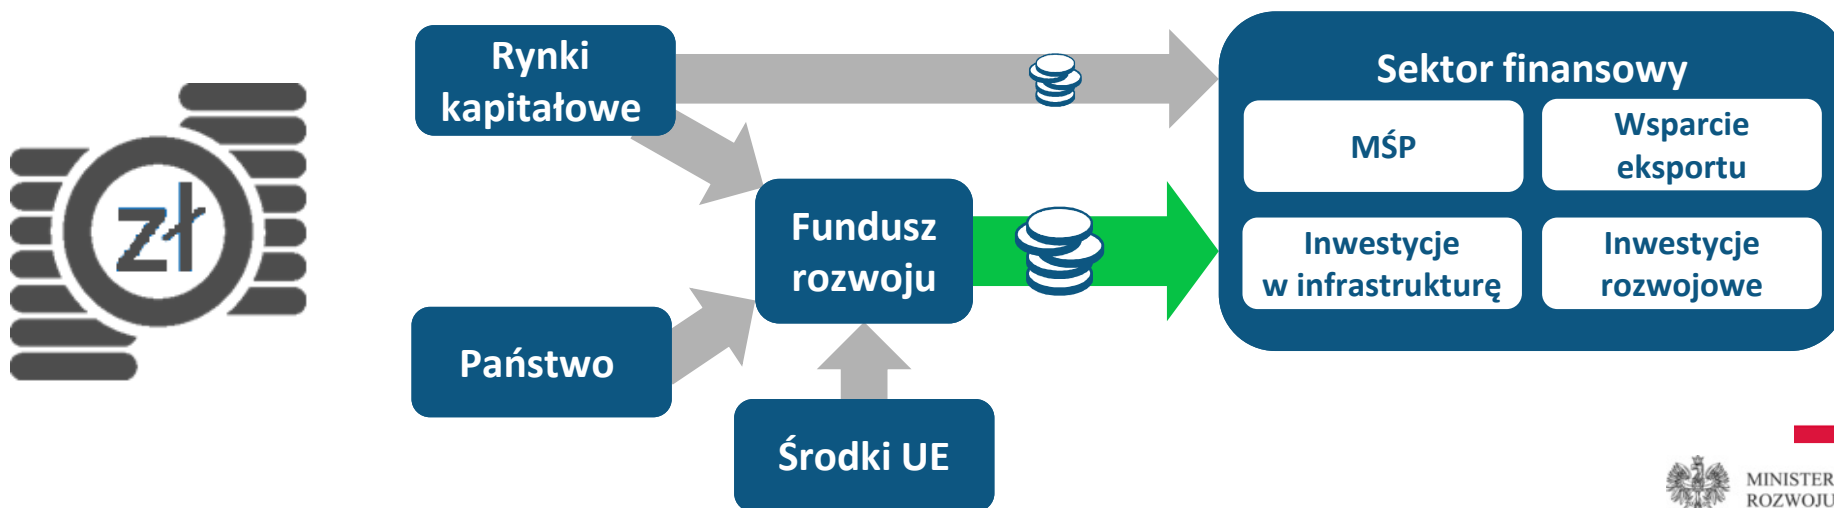 zł
Rynki
kapitałowe
Sektor finansowy
MŚP
Wsparcie
eksportu
Fundusz
rozwoju
Inwestycje
w infrastrukturę
Inwestycje
rozwojowe
Państwo
Środki UE
MINISTER
ROZWOJU